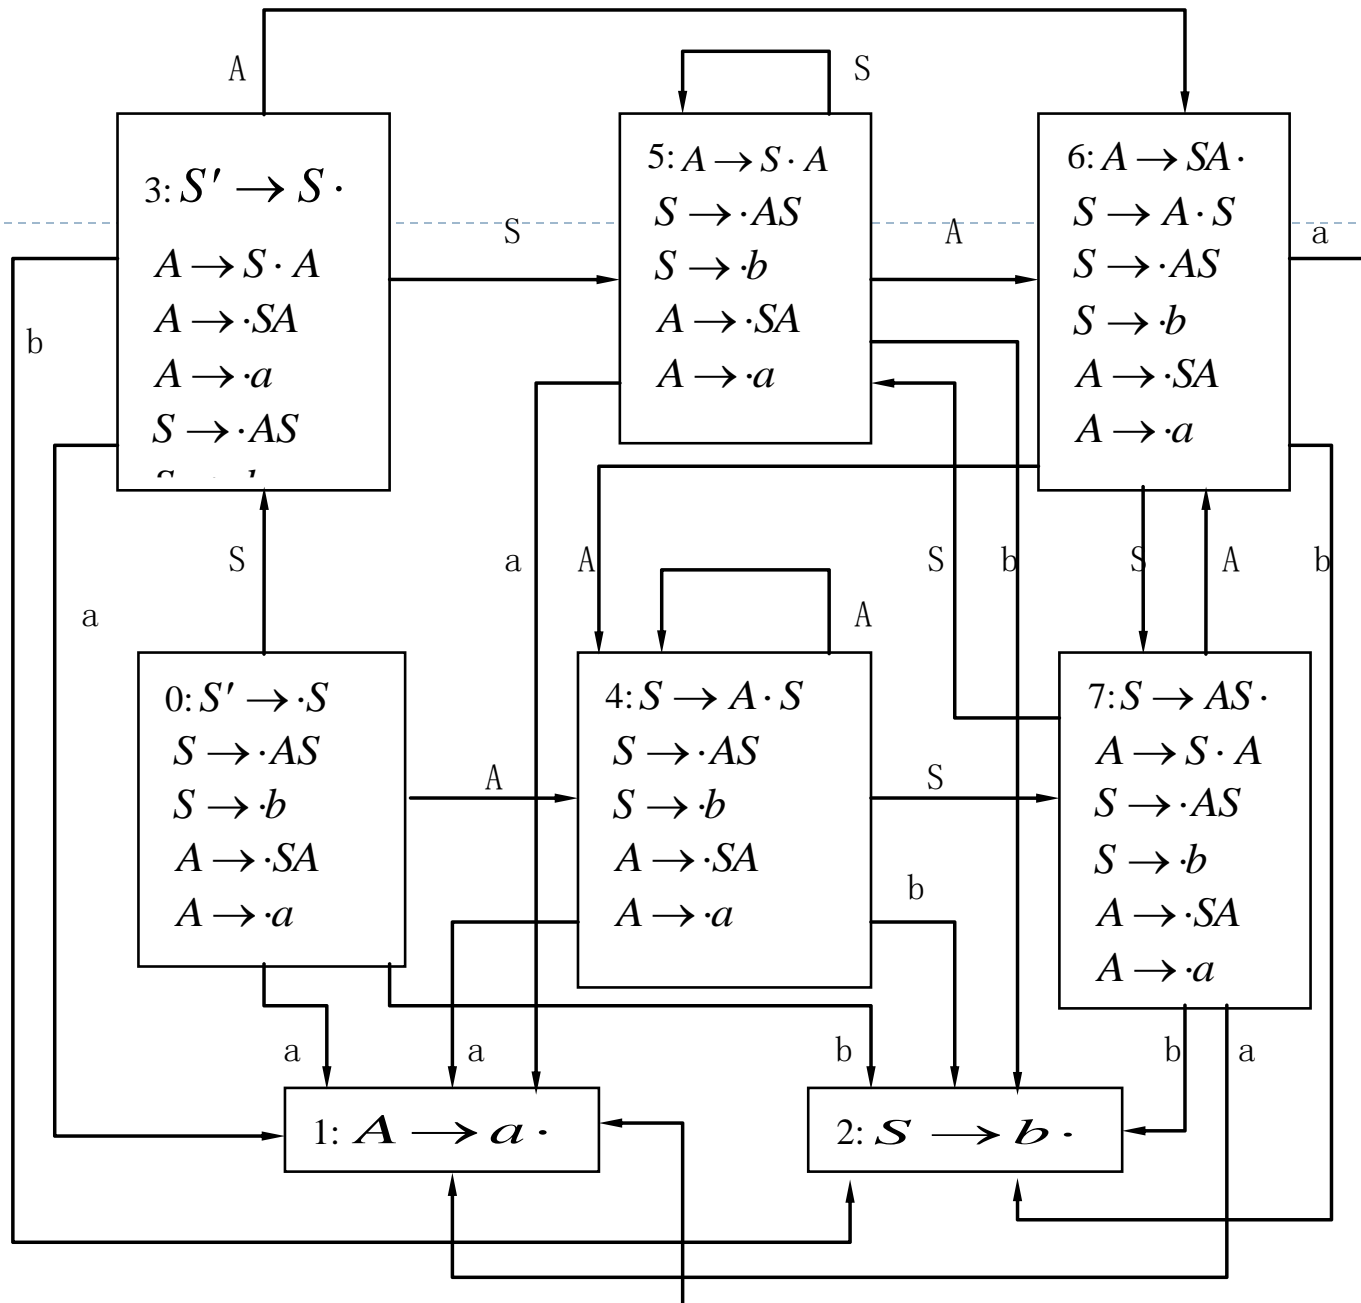 A
S
3: S′ → S ·
A → S · A
A → ·SA
A → ·a
S → ·AS
5: A → S · A
S → ·AS
S → ·b
A → ·SA
A → ·a
6: A → SA ·
S → A · S
S → ·AS
S → ·b
A → ·SA
A → ·a
S
A
a
b
S
a
A
S
b
S
A
b
a
A
0: S′ → ·S
S → ·AS
S → ·b
A → ·SA
A → ·a
4: S → A · S
S → ·AS
S → ·b
A → ·SA
A → ·a
7: S → AS ·
A → S · A
S → ·AS
S → ·b
A → ·SA
A → ·a
A
S
b
a
a
b
b
a
1: A → a ·
2: S → b ·